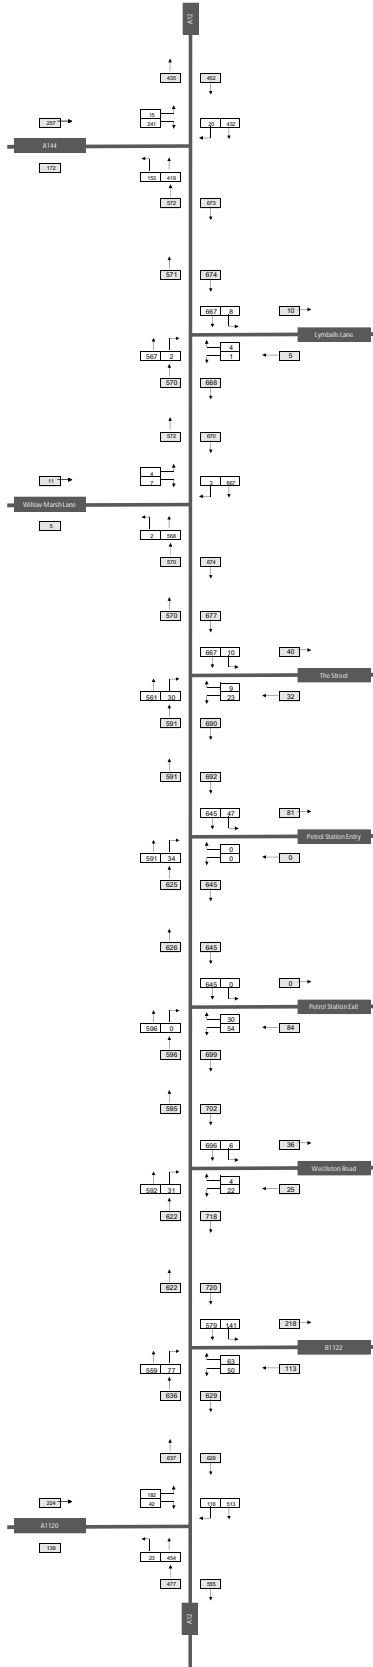 A12
435 452
15
257 241 20 432
A144
172 153 419
572 673
571 674
667 8 10
Lymballs Lane
4
567 2 1 5
570 668
572 670
4
11 7 3 667
Willow Marsh Lane
5 2 568
570 674
570 677
667 10 40
The Street
9
561 30 23 32
591 690
591 692
645 47 81
Petrol Station Entry
0
591 34 0 0
625 645
626 645
645 0 0
Petrol Station Exit
30
596 0 54 84
596 699
595 702
696 6 36
Westleton Road
4
592 31 22 25
622 718
622 720
579 141 218
B1122
63
559 77 50 113
636 629
637 629
182
224 42 116 513
A1120
139 23 454
477 555
A12